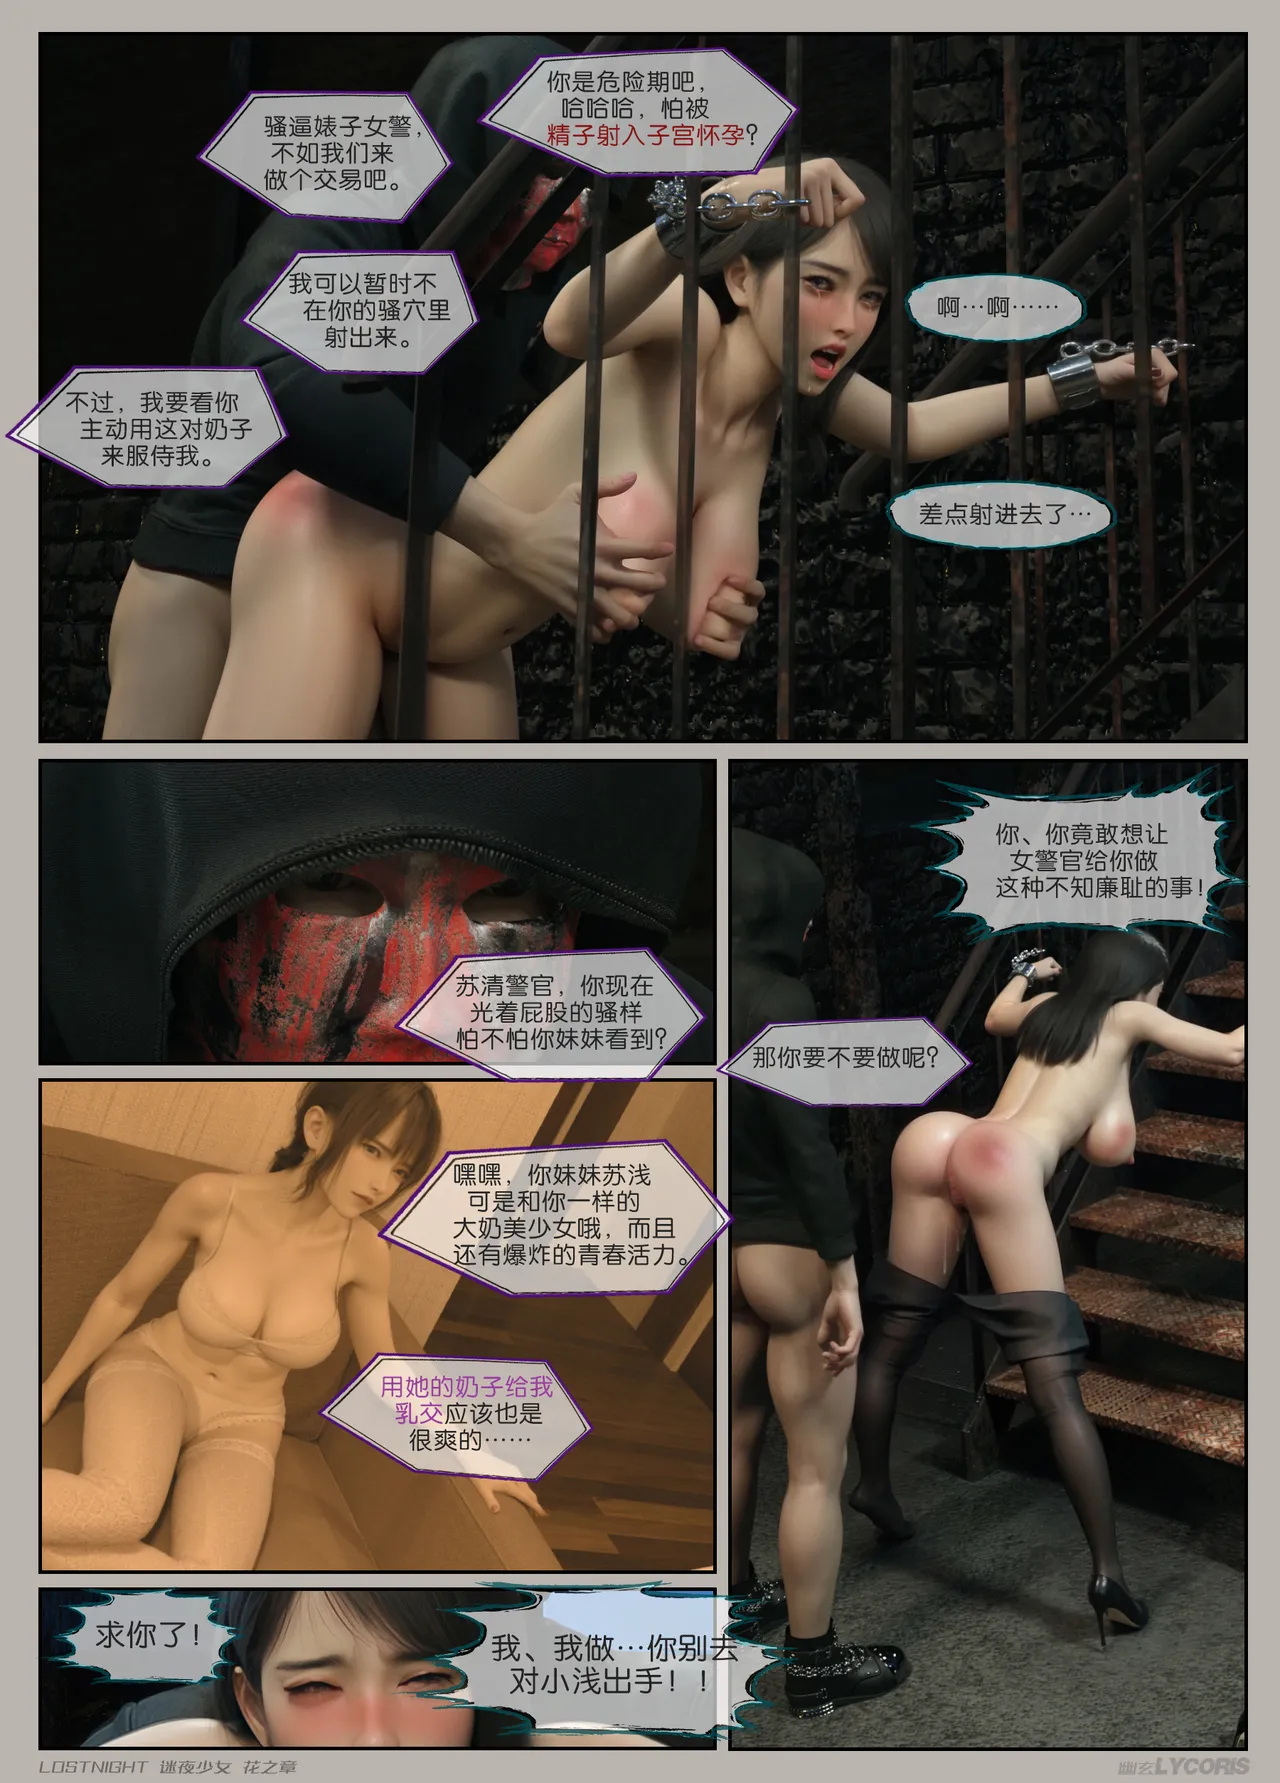 你是危险期吧，
哈哈哈，怕被
精子射入子宫怀孕？
骚逼婊子女警，
不如我们来
做个交易吧。
我可以暂时不
在你的骚穴里
射出来。
不过，我要看你
主动用这对奶子
来服侍我。
啊…啊……
差点射进去了…
苏清警官，你现在
光着屁股的骚样
怕不怕你妹妹看到？
你、你竟敢想让
女警官给你做
这种不知廉耻的事！
那你要不要做呢？
嘿嘿，你妹妹苏浅
可是和你一样的
大奶美少女哦，而且
还有爆炸的青春活力。
用她的奶子给我
乳交应该也是
很爽的……
求你了！
我、我做…你别去
对小浅出手！！
LOSTNIGHT 迷夜少女 花之章
幽玄LYCORIS